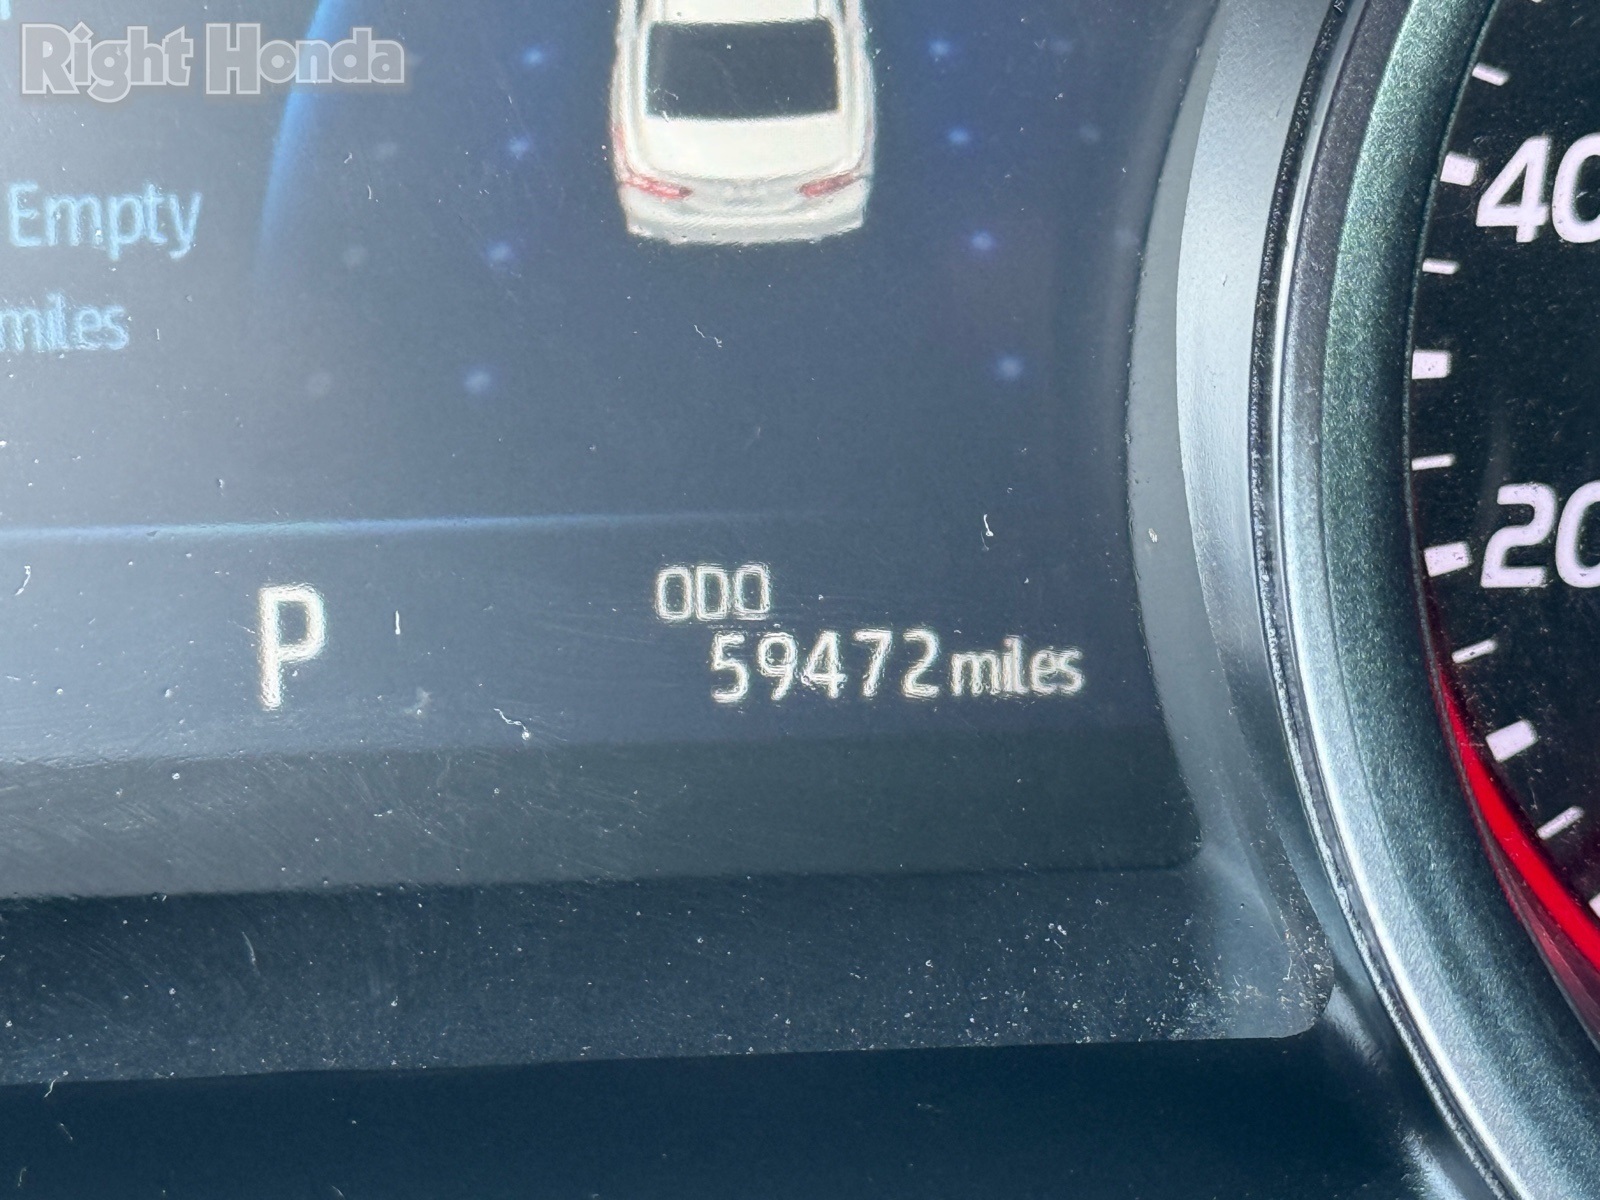 Right Honda
Empty
miles
40
20
P
ODO
59472 miles